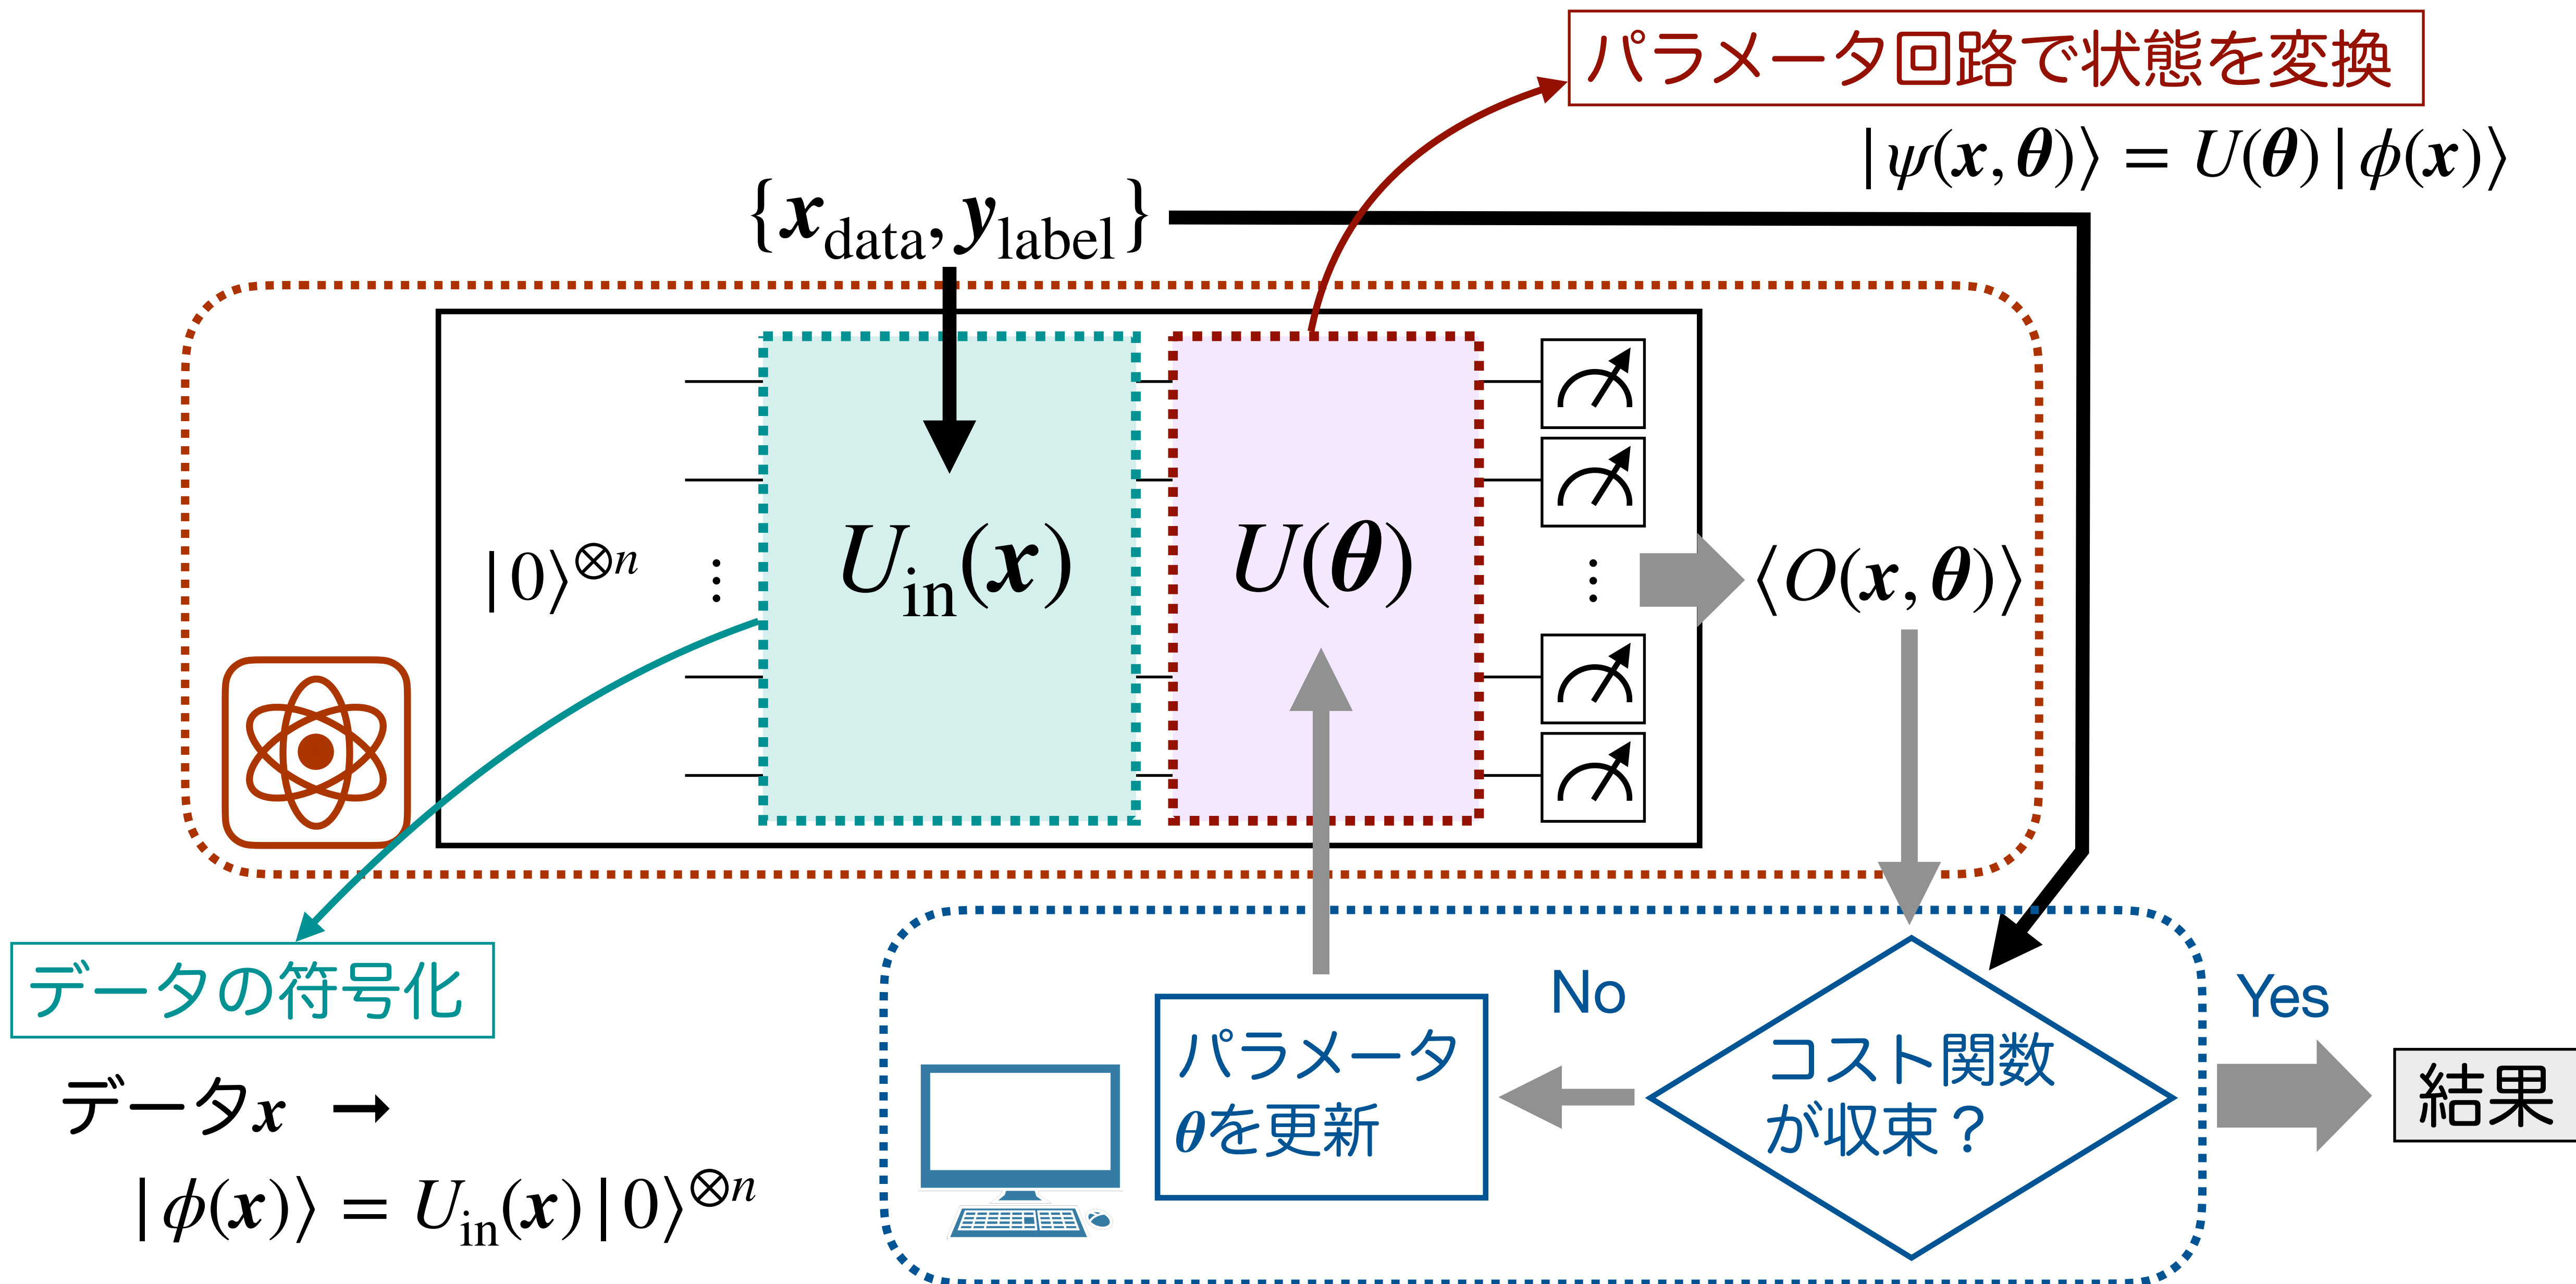 パラメータ回路で状態を変換
|ψ(x, θ)⟩ = U(θ)|ϕ(x)⟩
{x_data, y_label}
|0⟩^⊗n
⋮
U_in(x)
U(θ)
⋮
⟨O(x, θ)⟩
データの符号化
データx →
|ϕ(x)⟩ = U_in(x)|0⟩^⊗n
パラメータ
θを更新
No
コスト関数
が収束？
Yes
結果